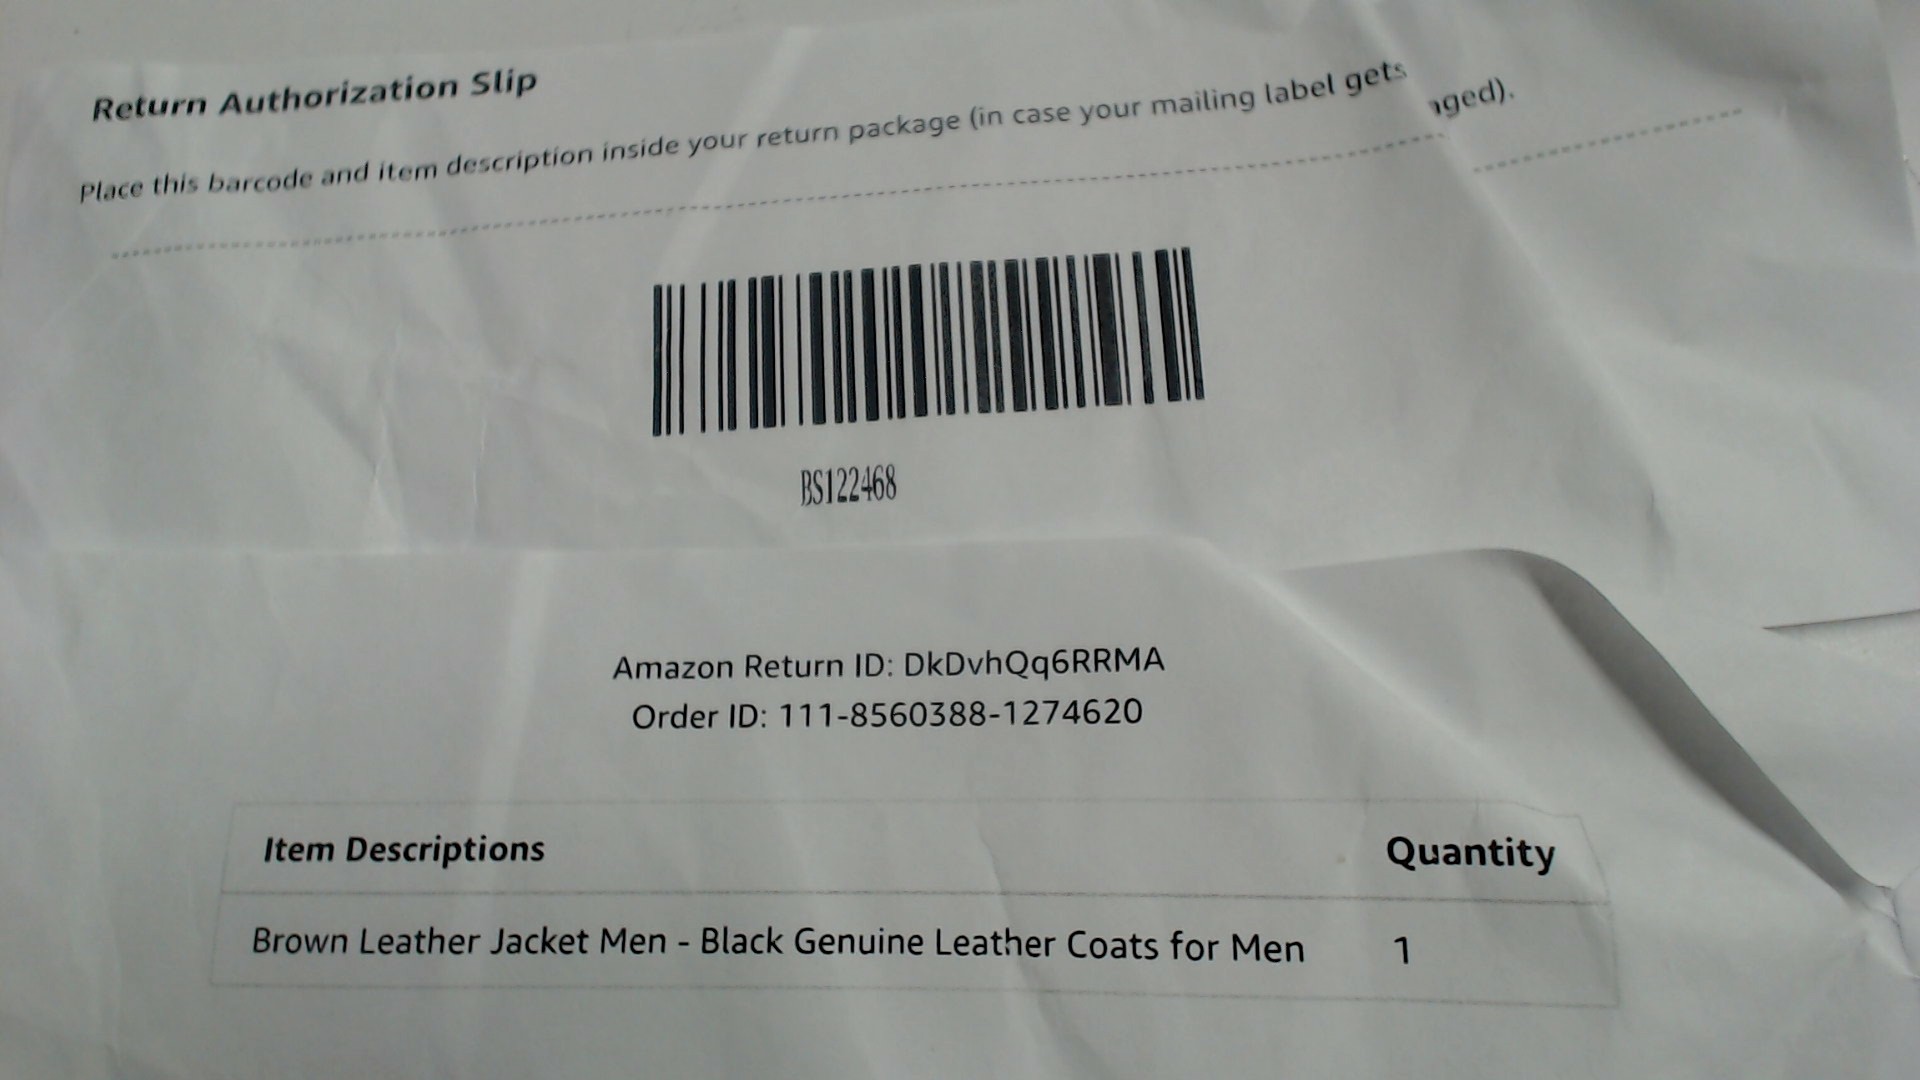 Return Authorization Slip
Place this barcode and item description inside your return package (in case your mailing label gets
BS122468
Amazon Return ID: DkDvhQq6RRMA
Order ID: 111-8560388-1274620
Item Descriptions Quantity
Brown Leather Jacket Men - Black Genuine Leather Coats for Men 1